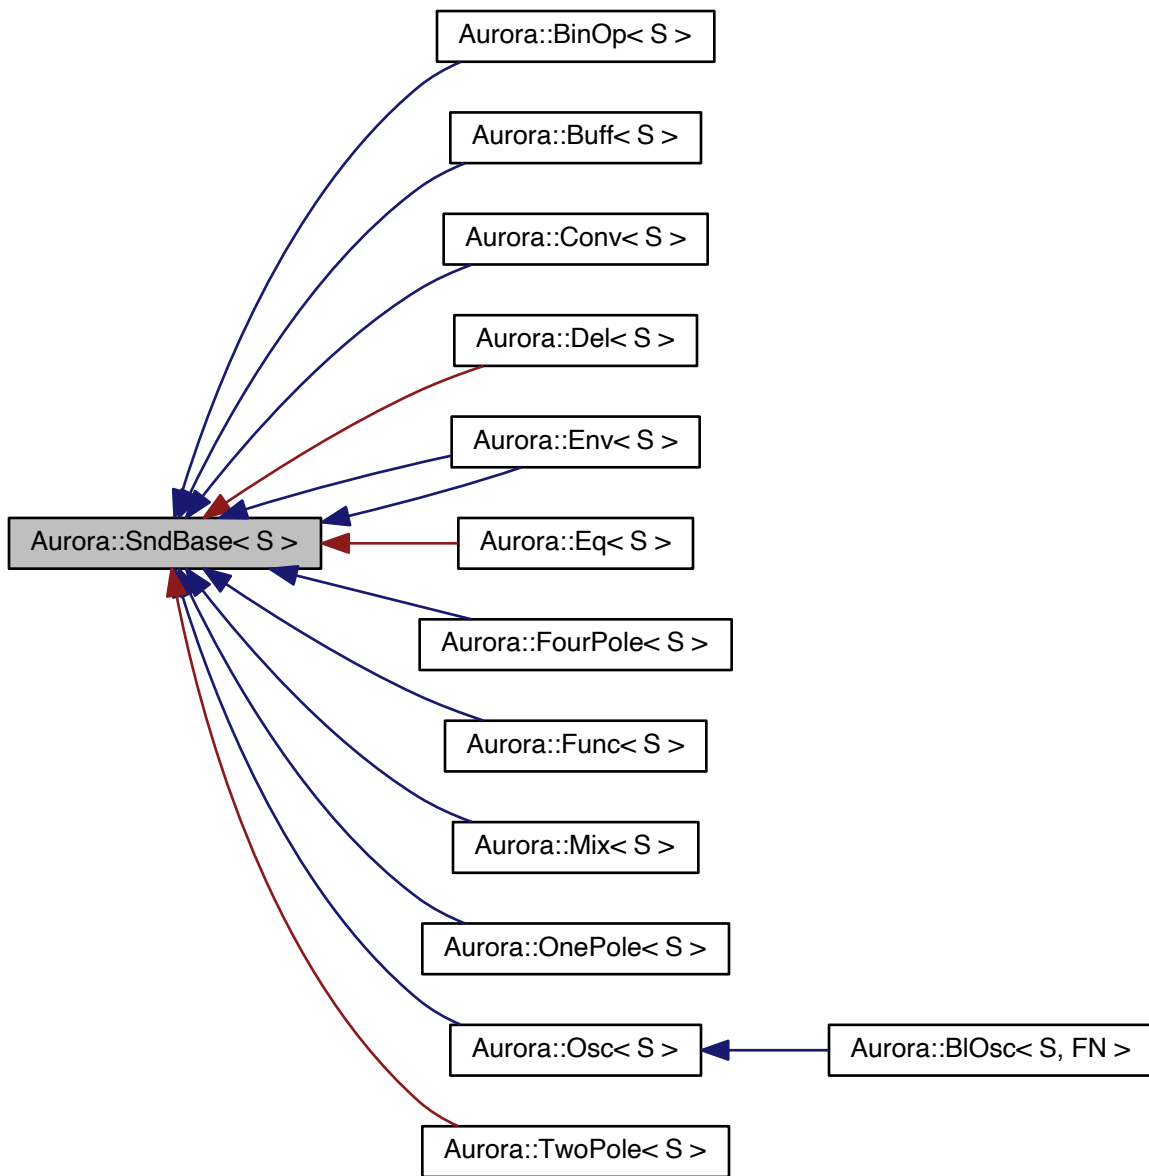 Aurora::BinOp< S >
Aurora::Buff< S >
Aurora::Conv< S >
Aurora::Del< S >
Aurora::Env< S >
Aurora::SndBase< S >
Aurora::Eq< S >
Aurora::FourPole< S >
Aurora::Func< S >
Aurora::Mix< S >
Aurora::OnePole< S >
Aurora::Osc< S >
Aurora::BlOsc< S, FN >
Aurora::TwoPole< S >